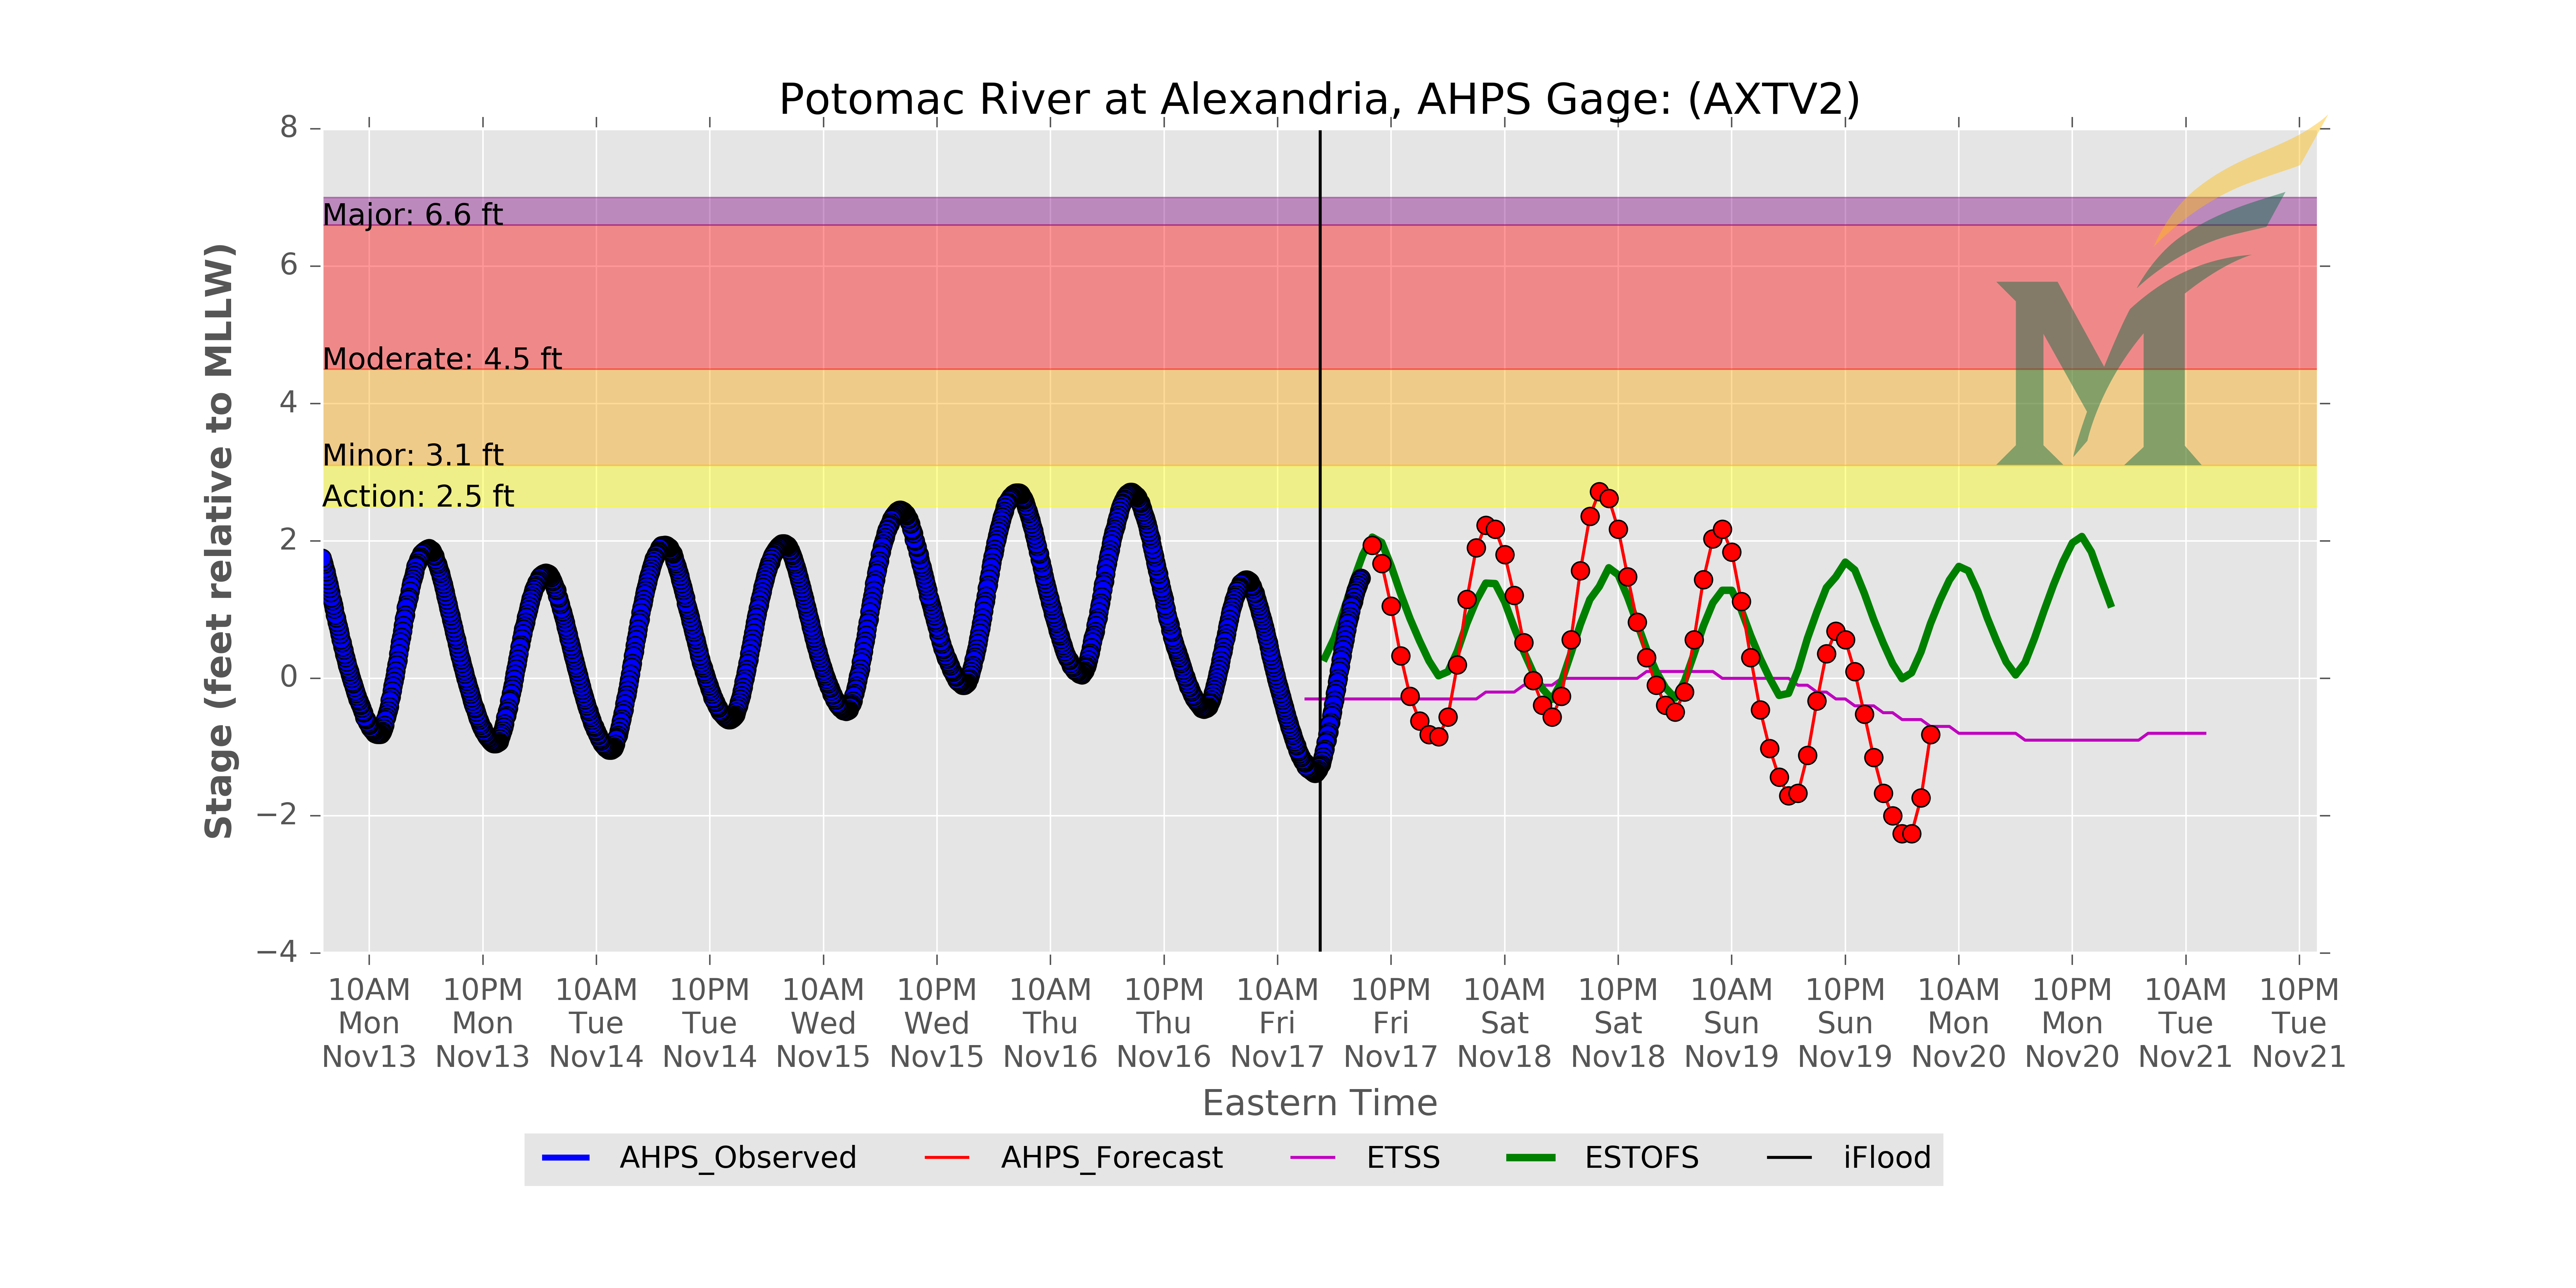 Potomac River at Alexandria, AHPS Gage: (AXTV2)
Stage (feet relative to MLLW)
8
6
4
2
0
−2
−4
Major: 6.6 ft
Moderate: 4.5 ft
Minor: 3.1 ft
Action: 2.5 ft
M
10AM 10PM 10AM 10PM 10AM 10PM 10AM 10PM 10AM 10PM 10AM 10PM 10AM 10PM 10AM 10PM 10AM 10PM
Mon Mon Tue Tue Wed Wed Thu Thu Fri Fri Sat Sat Sun Sun Mon Mon Tue Tue
Nov13 Nov13 Nov14 Nov14 Nov15 Nov15 Nov16 Nov16 Nov17 Nov17 Nov18 Nov18 Nov19 Nov19 Nov20 Nov20 Nov21 Nov21
Eastern Time
AHPS_Observed AHPS_Forecast ETSS ESTOFS iFlood